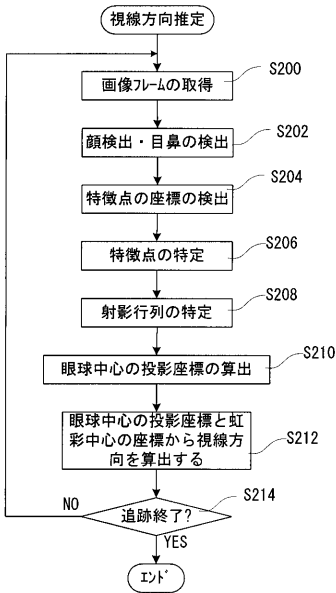 視線方向推定
画像フレームの取得
S200
顔検出・目鼻の検出
S202
特徴点の座標の検出
S204
特徴点の特定
S206
射影行列の特定
S208
眼球中心の投影座標の算出
S210
眼球中心の投影座標と虹
彩中心の座標から視線方
向を算出する
S212
追跡終了?
S214
NO
YES
エンド